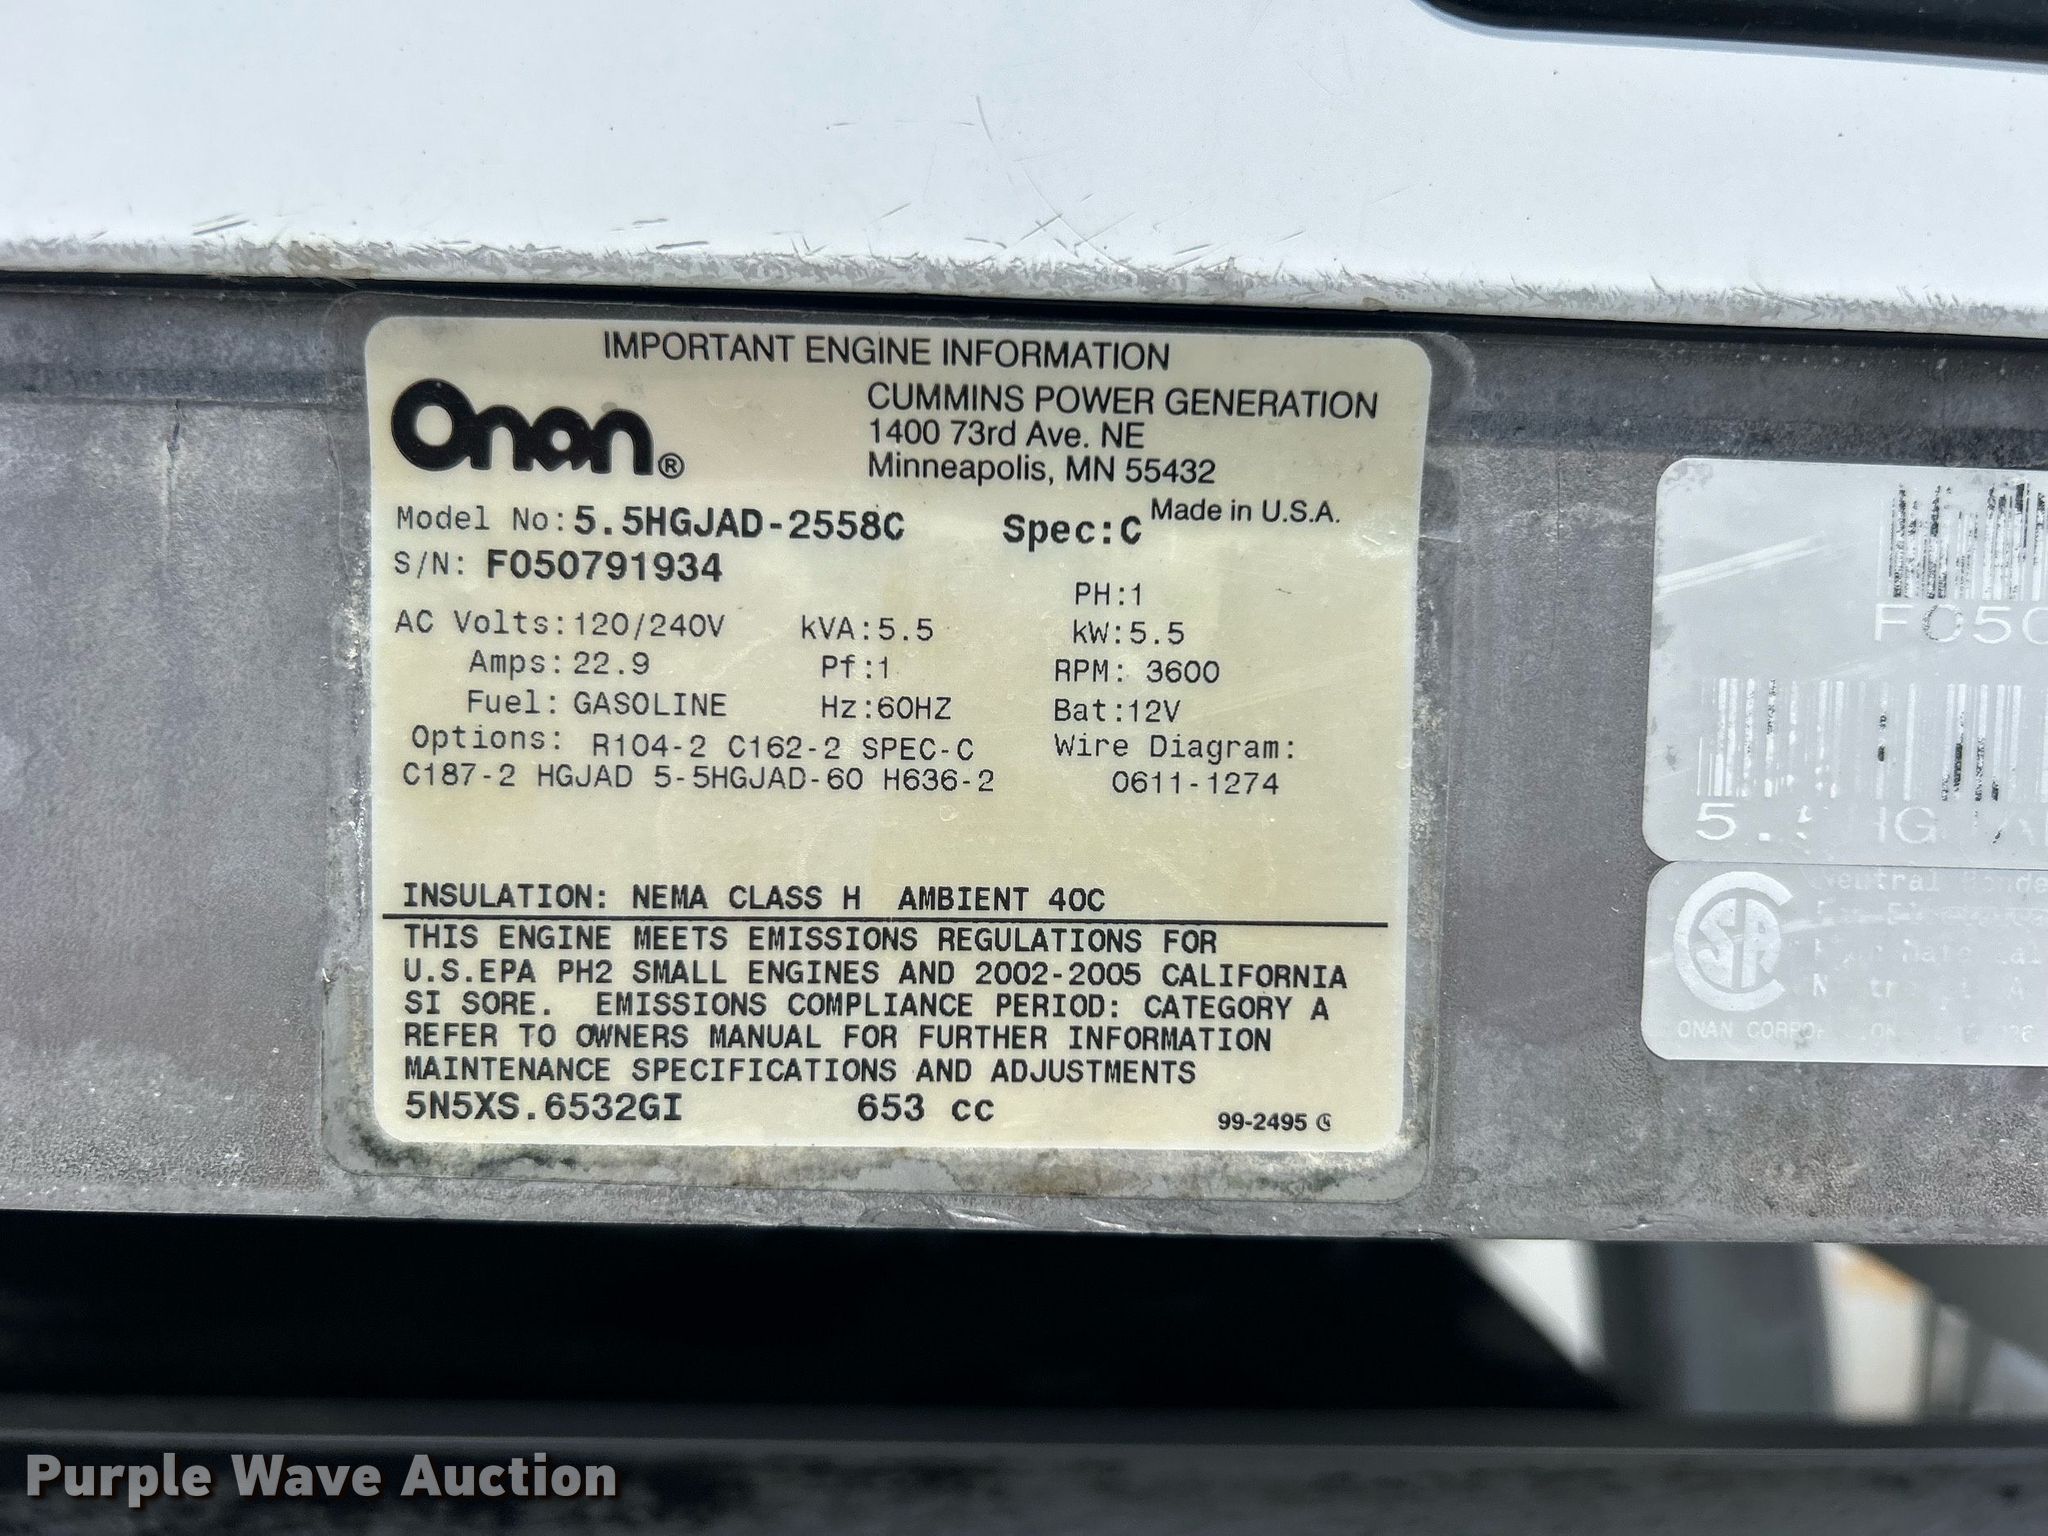 IMPORTANT ENGINE INFORMATION
Onan®
CUMMINS POWER GENERATION
1400 73rd Ave. NE
Minneapolis, MN 55432
Made in U.S.A.
Model No: 5.5HGJAD-2558C Spec: C
S/N: F050791934
PH:1
AC Volts: 120/240V kVA: 5.5 kW: 5.5
Amps: 22.9 Pf: 1 RPM: 3600
Fuel: GASOLINE Hz: 60HZ Bat: 12V
Options: R104-2 C162-2 SPEC-C Wire Diagram:
C187-2 HGJAD 5-5HGJAD-60 H636-2 0611-1274
INSULATION: NEMA CLASS H AMBIENT 40C
THIS ENGINE MEETS EMISSIONS REGULATIONS FOR
U.S.EPA PH2 SMALL ENGINES AND 2002-2005 CALIFORNIA
SI SORE. EMISSIONS COMPLIANCE PERIOD: CATEGORY A
REFER TO OWNERS MANUAL FOR FURTHER INFORMATION
MAINTENANCE SPECIFICATIONS AND ADJUSTMENTS
5N5XS.6532GI 653 cc 99-2495
F050
SA
ONAN
Purple Wave Auction